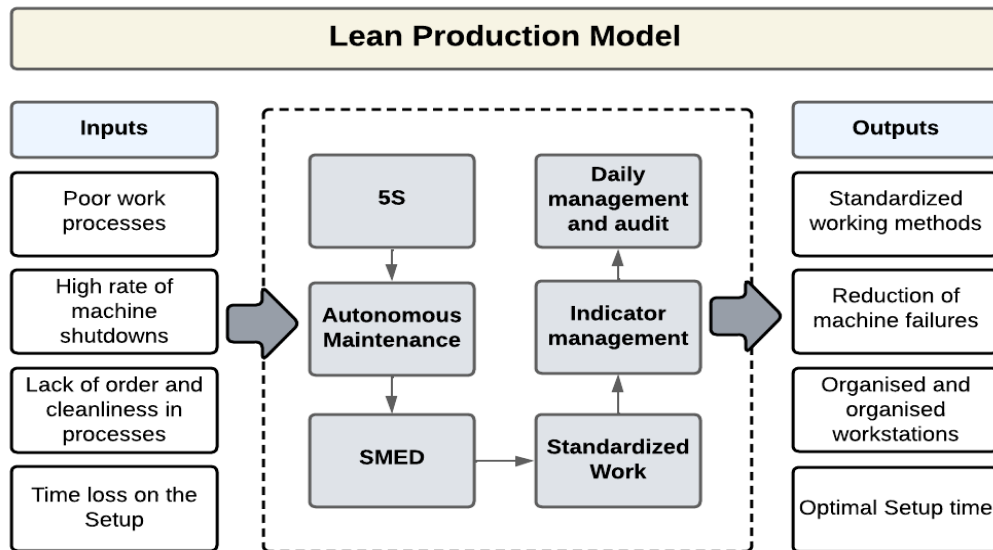 Lean Production Model
Inputs
Poor work
processes
High rate of
machine
shutdowns
Lack of order and
cleanliness in
processes
Time loss on the
Setup
5S
Autonomous
Maintenance
SMED
Standardized
Work
Indicator
management
Daily
management
and audit
Outputs
Standardized
working methods
Reduction of
machine failures
Organised and
organised
workstations
Optimal Setup time